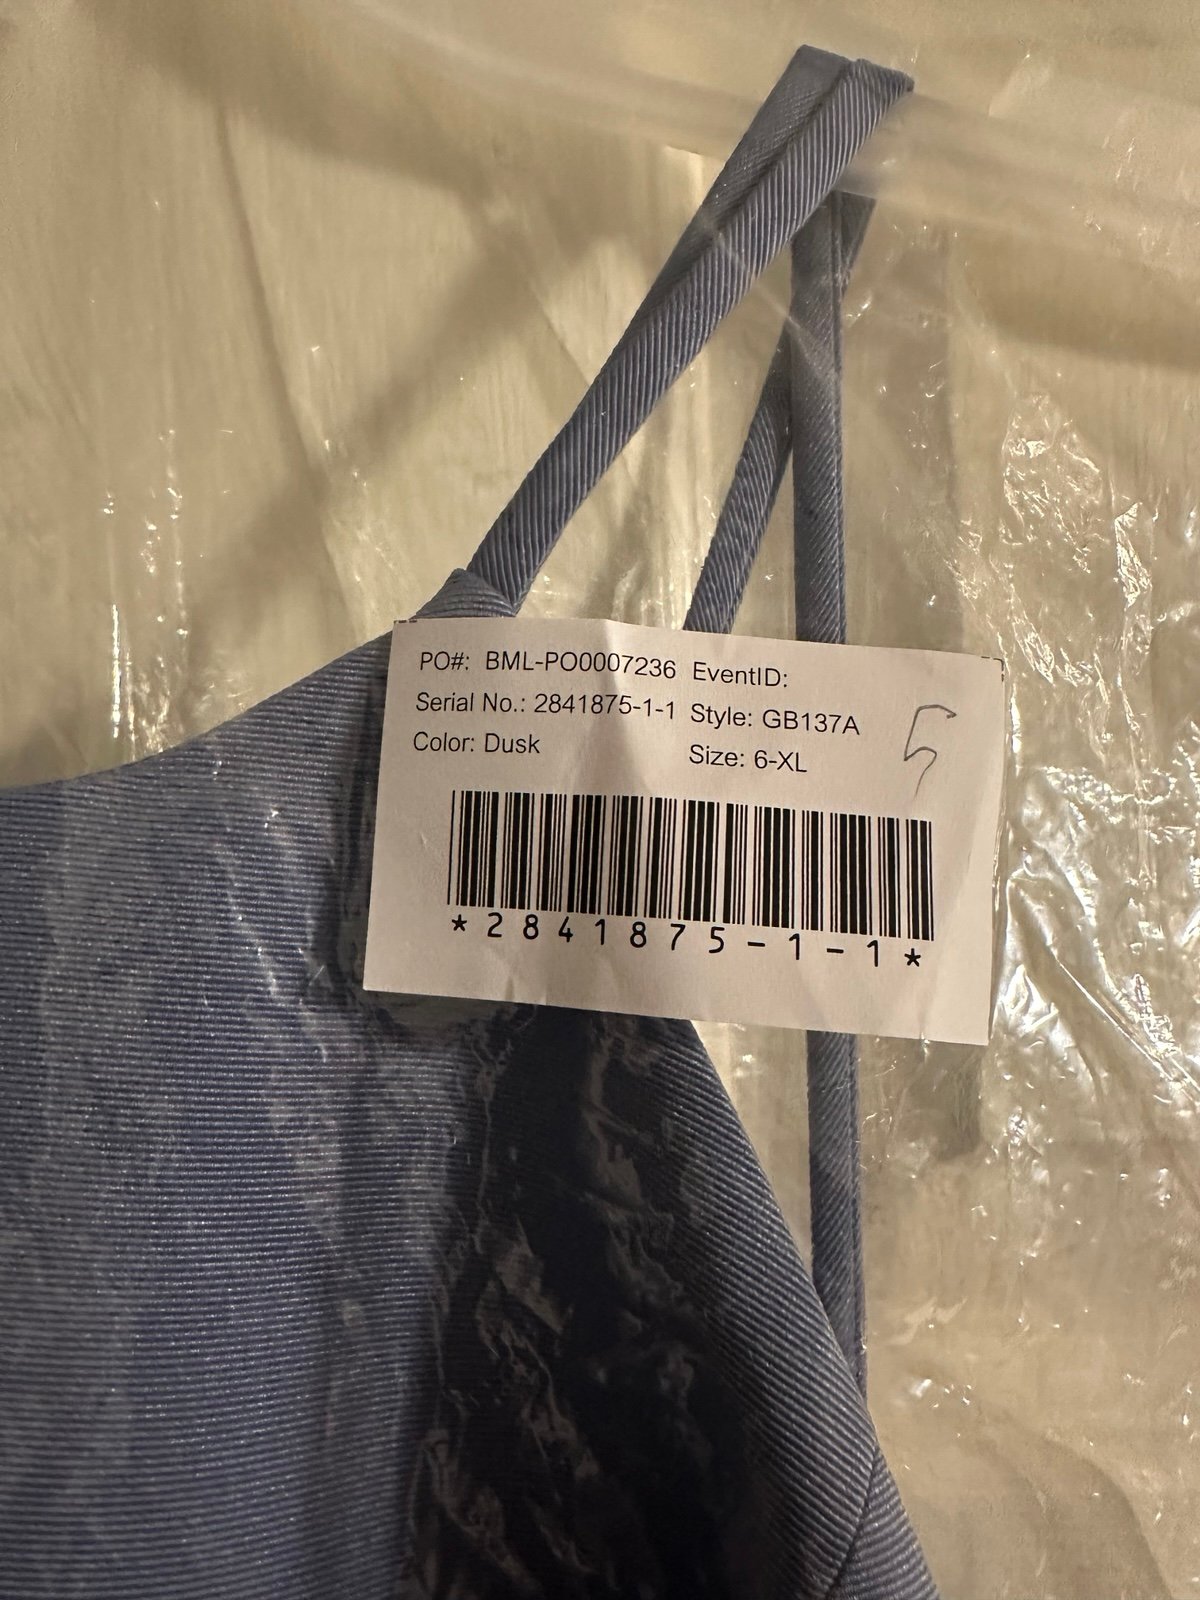 PO#: BML-PO0007236 EventID:
Serial No.: 2841875-1-1 Style: GB137A
Color: Dusk Size: 6-XL
5
*2841875-1-1*